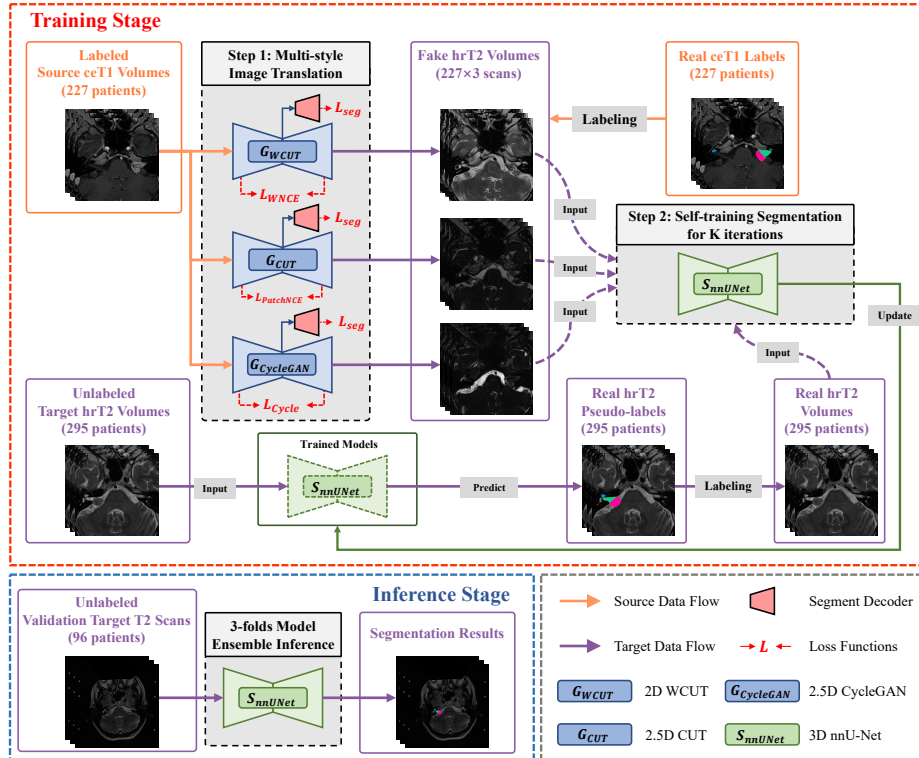 Training Stage
Labeled
Source ceT1 Volumes
(227 patients)
Step 1: Multi-style
Image Translation
L_seg
G_WCUT
L_WNCE
L_seg
G_CUT
L_PatchNCE
L_seg
G_CycleGAN
L_Cycle
Fake hrT2 Volumes
(227×3 scans)
Labeling
Real ceT1 Labels
(227 patients)
Input
Input
Input
Step 2: Self-training Segmentation
for K iterations
S_nnUNet
Update
Input
Unlabeled
Target hrT2 Volumes
(295 patients)
Input
Trained Models
S_nnUNet
Predict
Real hrT2
Pseudo-labels
(295 patients)
Labeling
Real hrT2
Volumes
(295 patients)
Inference Stage
Unlabeled
Validation Target T2 Scans
(96 patients)
3-folds Model
Ensemble Inference
S_nnUNet
Segmentation Results
Source Data Flow
Segment Decoder
Target Data Flow
L
Loss Functions
G_WCUT
2D WCUT
G_CycleGAN
2.5D CycleGAN
G_CUT
2.5D CUT
S_nnUNet
3D nnU-Net